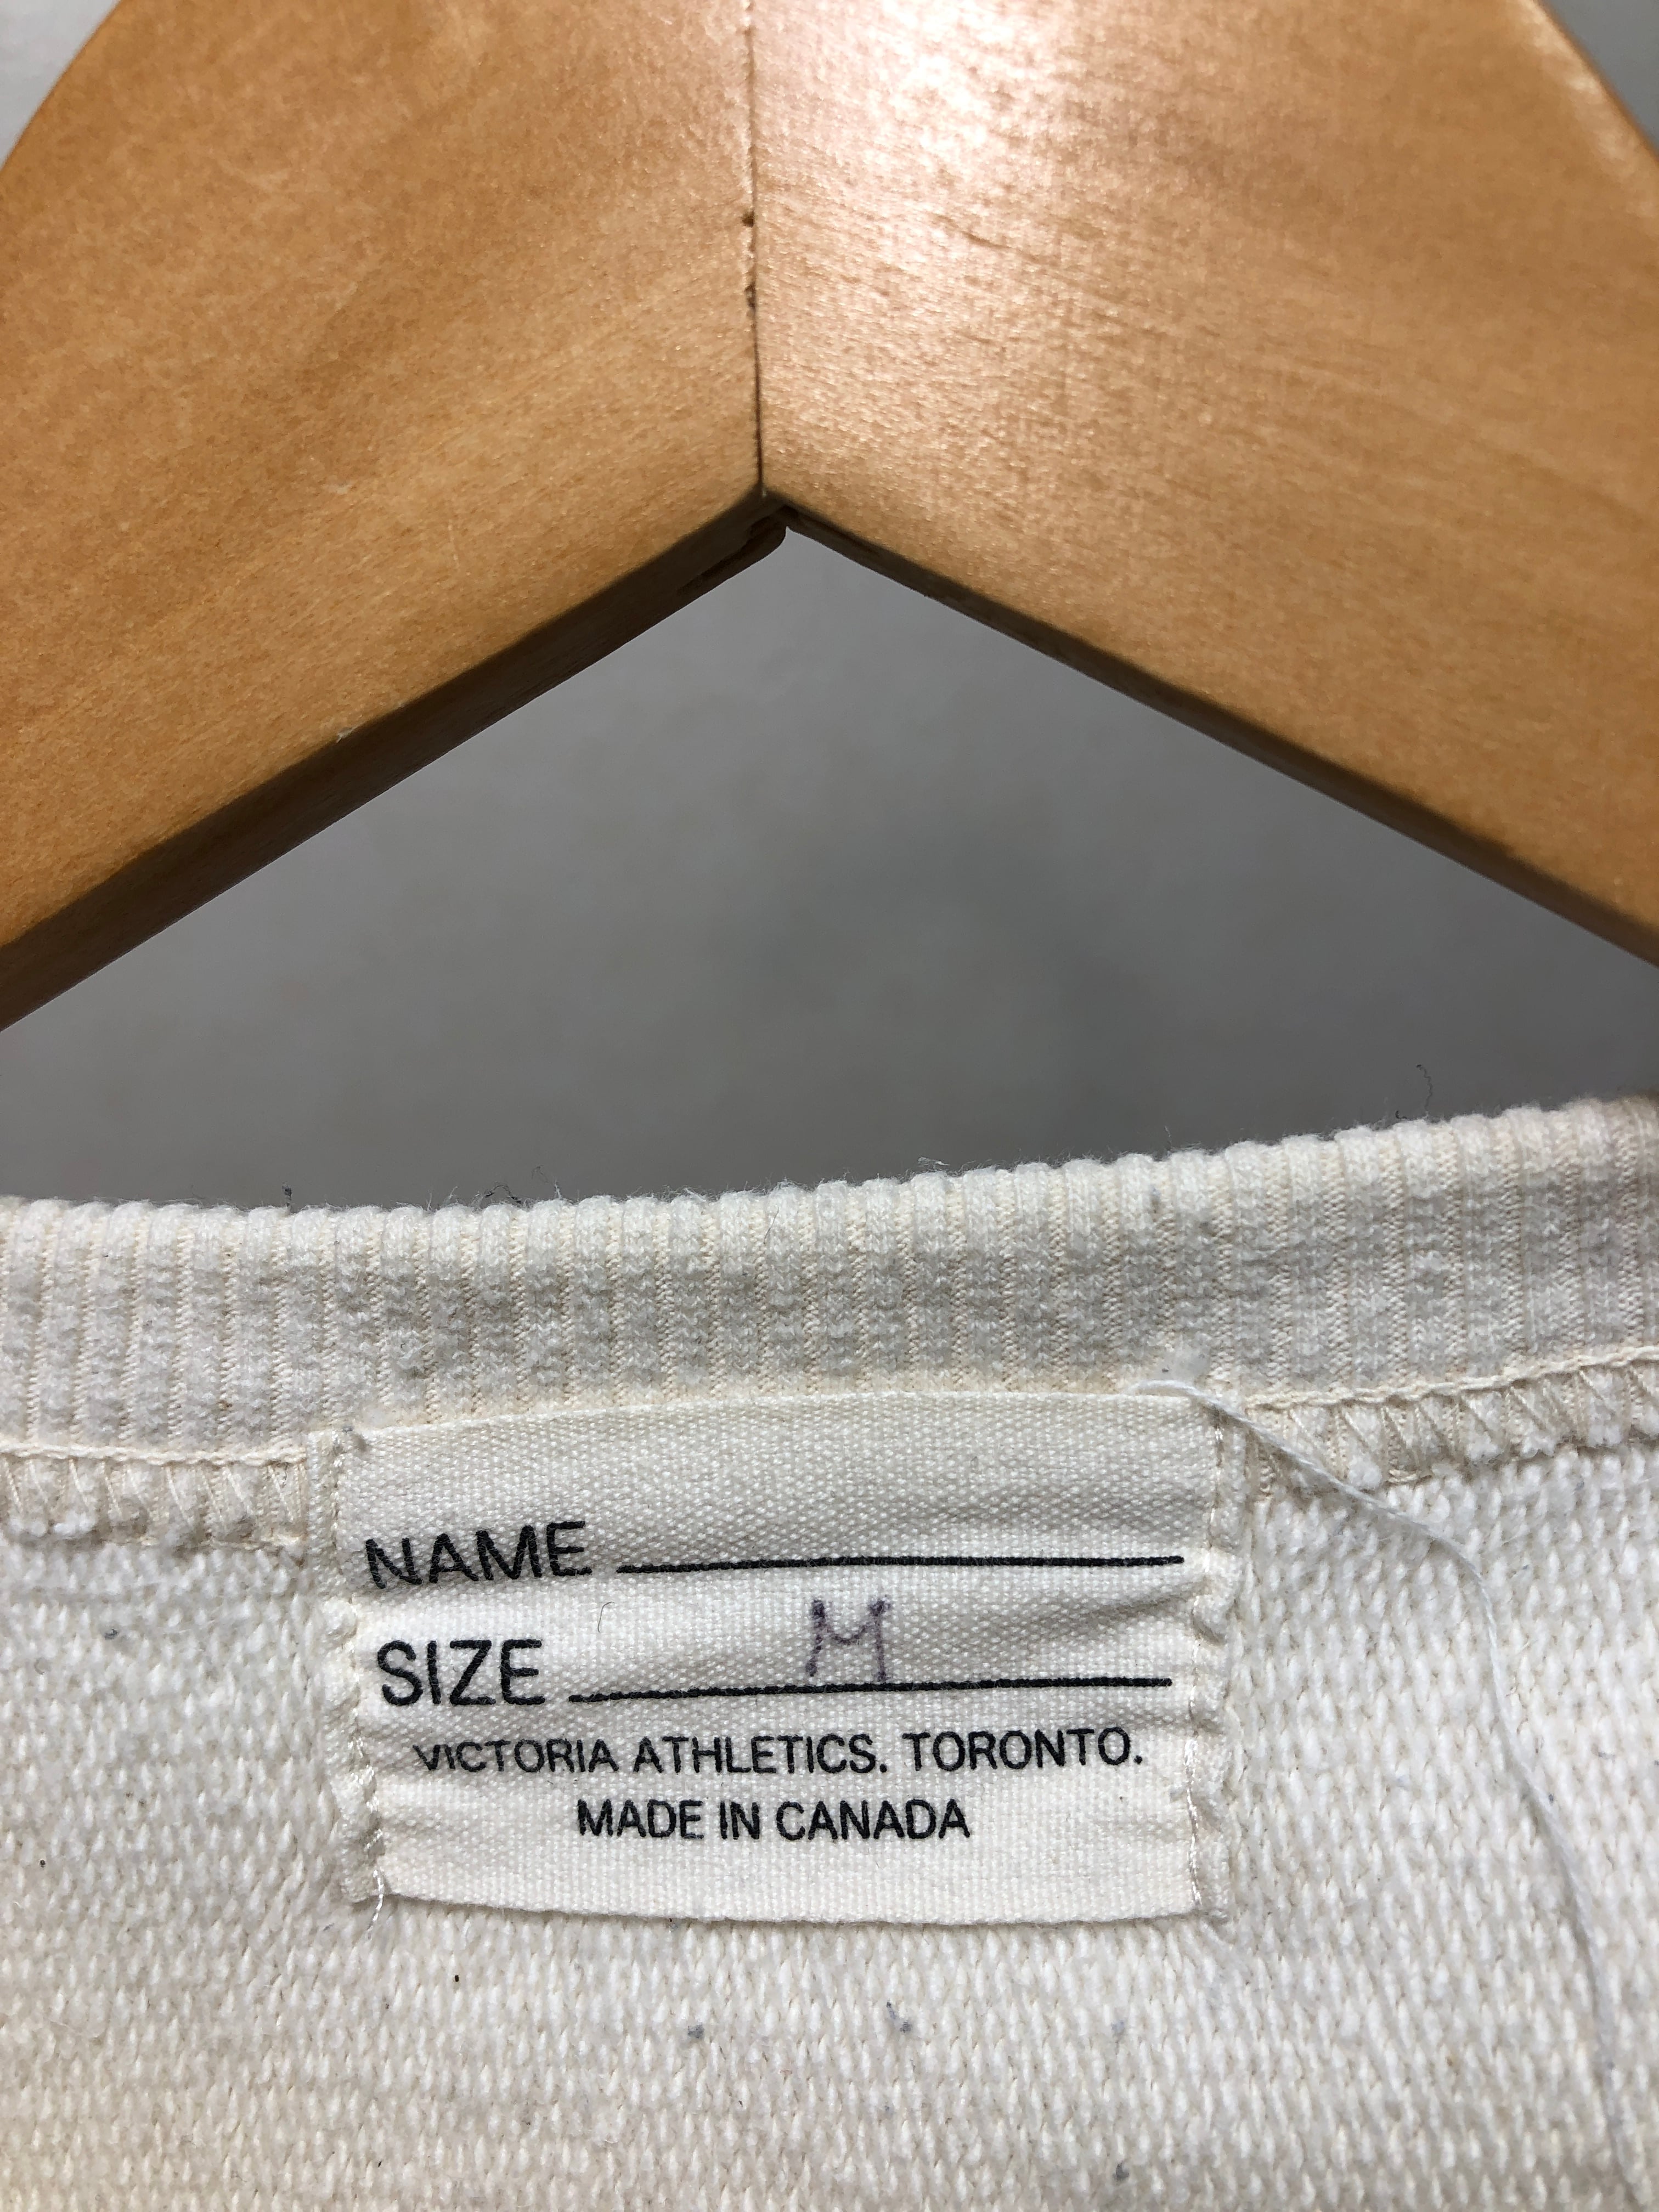 NAME
SIZE M
VICTORIA ATHLETICS. TORONTO.
MADE IN CANADA